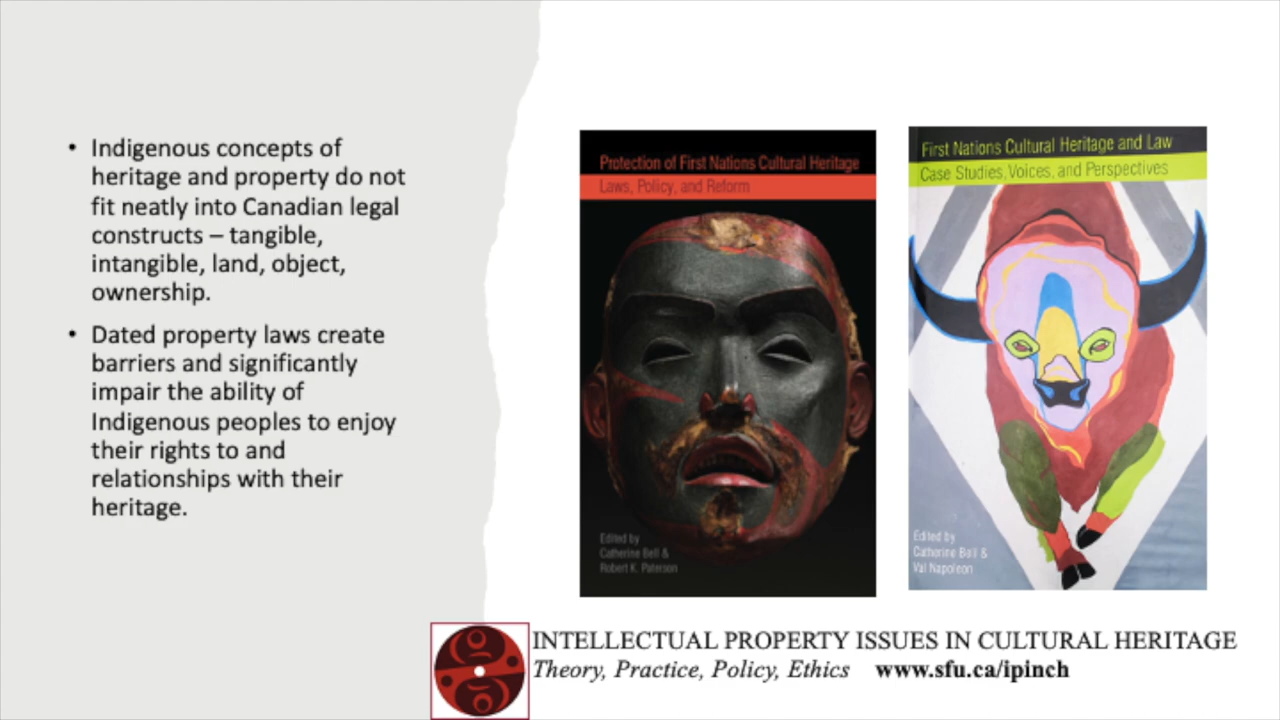 • Indigenous concepts of
heritage and property do not
fit neatly into Canadian legal
constructs – tangible,
intangible, land, object,
ownership.
• Dated property laws create
barriers and significantly
impair the ability of
Indigenous peoples to enjoy
their rights to and
relationships with their
heritage.
Protection of First Nations Cultural Heritage
Laws, Policy, and Reform
Edited by
Catherine Bell &
Robert K. Paterson
First Nations Cultural Heritage and Law
Case Studies, Voices, and Perspectives
Edited by
Catherine Bell &
Val Napoleon
INTELLECTUAL PROPERTY ISSUES IN CULTURAL HERITAGE
Theory, Practice, Policy, Ethics www.sfu.ca/ipinch